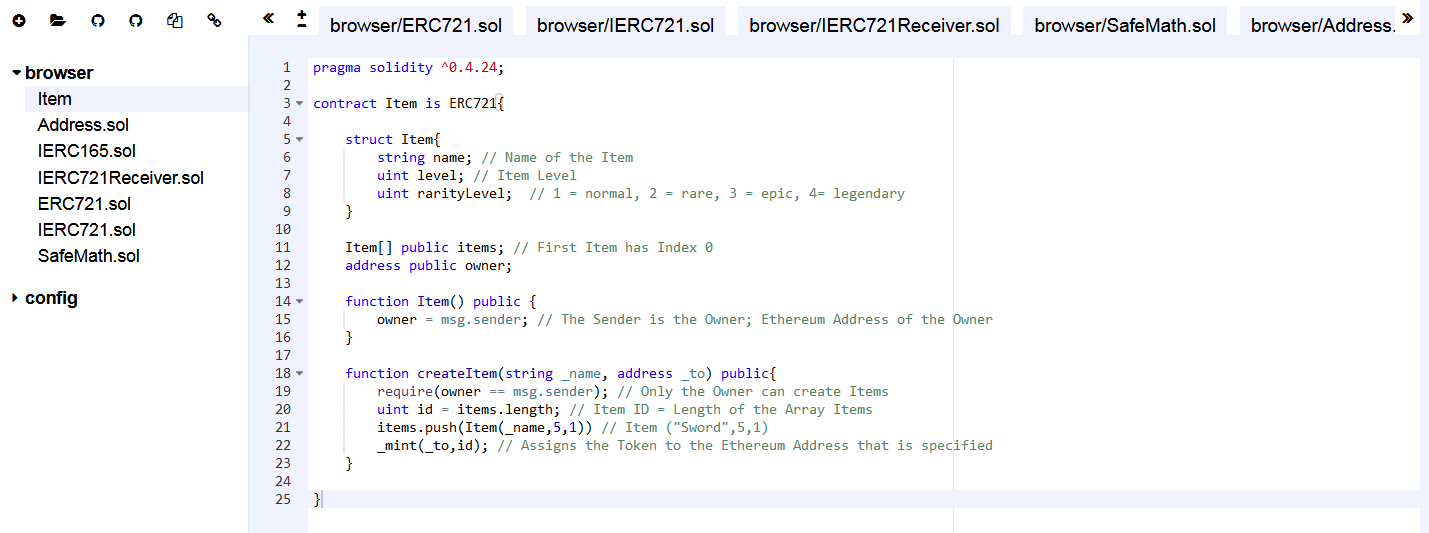 browser/ERC721.sol browser/IERC721.sol browser/IERC721Receiver.sol browser/SafeMath.sol browser/Address.
browser
Item
Address.sol
IERC165.sol
IERC721Receiver.sol
ERC721.sol
IERC721.sol
SafeMath.sol
config
1 pragma solidity ^0.4.24;
2
3 contract Item is ERC721{
4
5     struct Item{
6         string name; // Name of the Item
7         uint level; // Item Level
8         uint rarityLevel;  // 1 = normal, 2 = rare, 3 = epic, 4= legendary
9     }
10
11     Item[] public items; // First Item has Index 0
12     address public owner;
13
14     function Item() public {
15         owner = msg.sender; // The Sender is the Owner; Ethereum Address of the Owner
16     }
17
18     function createItem(string _name, address _to) public{
19         require(owner == msg.sender); // Only the Owner can create Items
20         uint id = items.length; // Item ID = Length of the Array Items
21         items.push(Item(_name,5,1)) // Item ("Sword",5,1)
22         _mint(_to,id); // Assigns the Token to the Ethereum Address that is specified
23     }
24
25 }